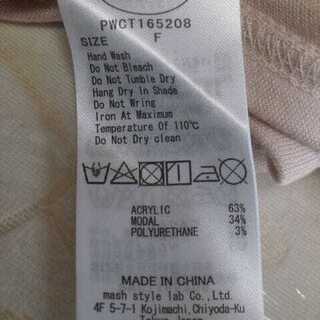 PWCT165208
SIZE F
Hand Wash
Do Not Bleach
Do Not Tumble Dry
Hang Dry In Shade
Do Not Wring
Iron At Maximum
Temperature Of 110℃
Do Not Dry clean
ACRYLIC 63%
MODAL 34%
POLYURETHANE 3%
MADE IN CHINA
mash style lab Co.,Ltd.
4F 5-7-1 Kojimachi,Chiyoda-Ku